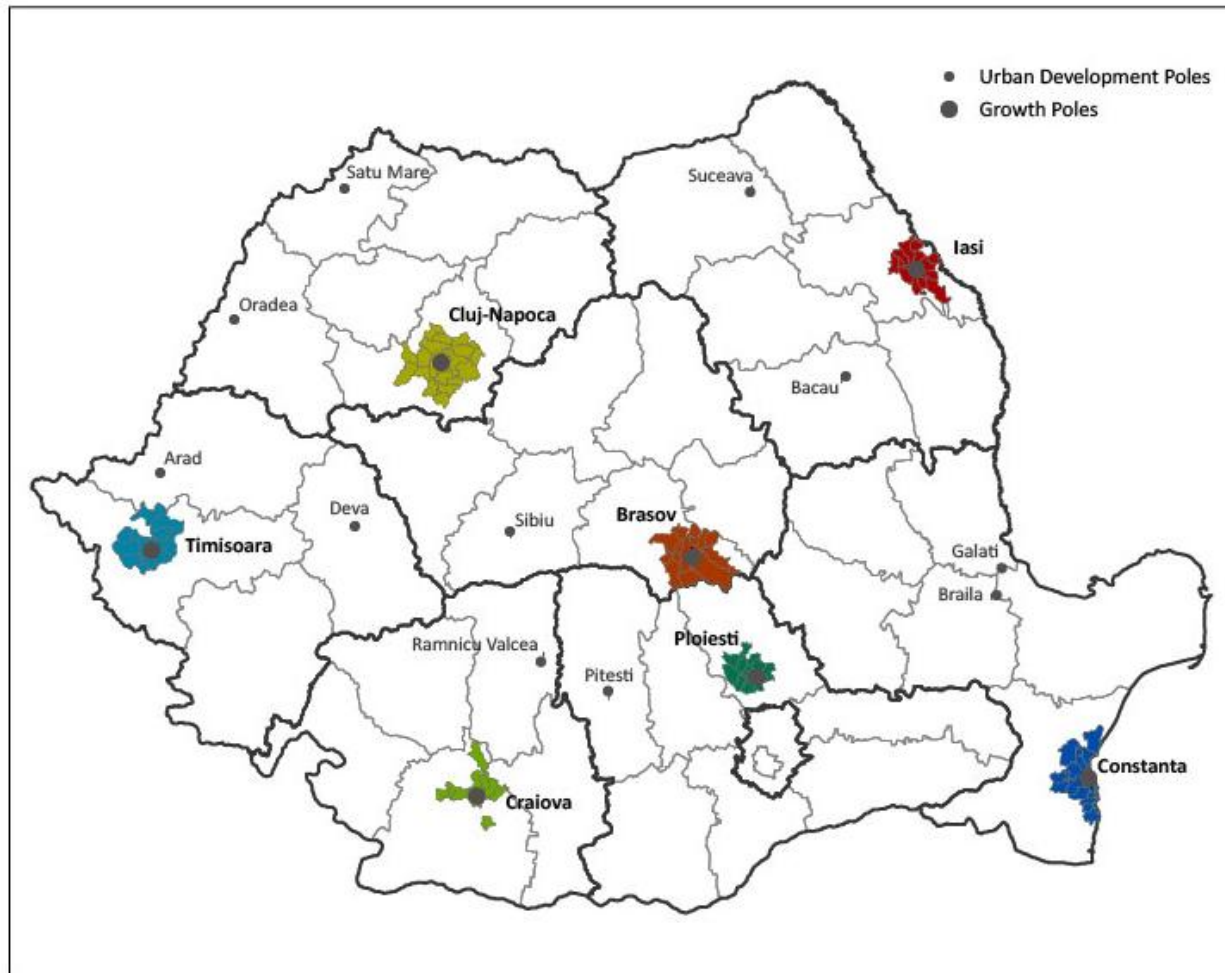 Urban Development Poles
Growth Poles
Satu Mare
Suceava
Iasi
Oradea
Cluj-Napoca
Bacau
Arad
Deva
Sibiu
Brasov
Timisoara
Galati
Braila
Ramnicu Valcea
Ploiesti
Pitesti
Constanta
Craiova